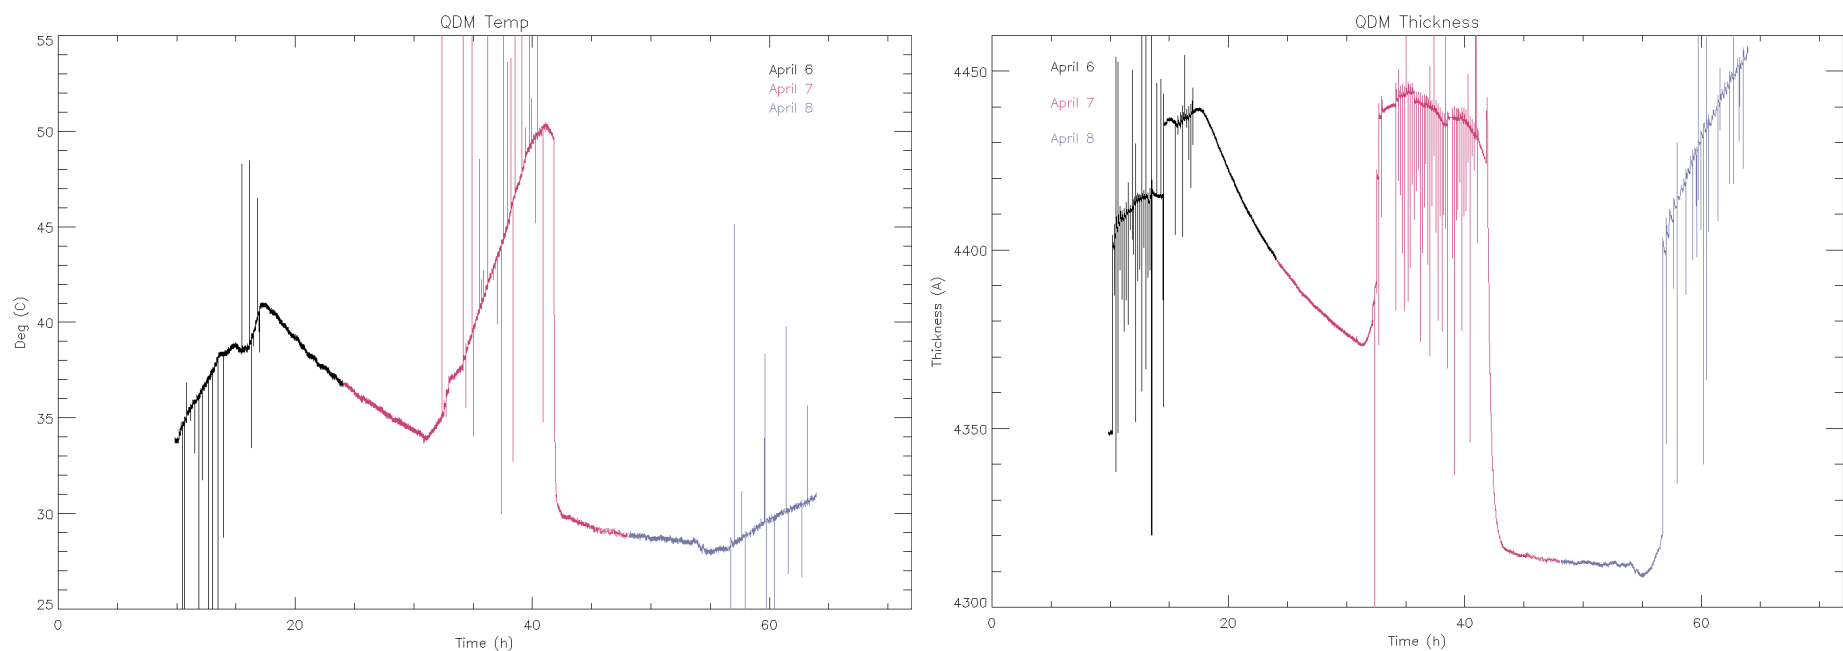 QDM Temp
55
50
45
40
35
30
25
Deg (C)
0
20
40
60
Time (h)
April 6
April 7
April 8
QDM Thickness
4450
4400
4350
4300
Thickness (A)
0
20
40
60
Time (h)
April 6
April 7
April 8